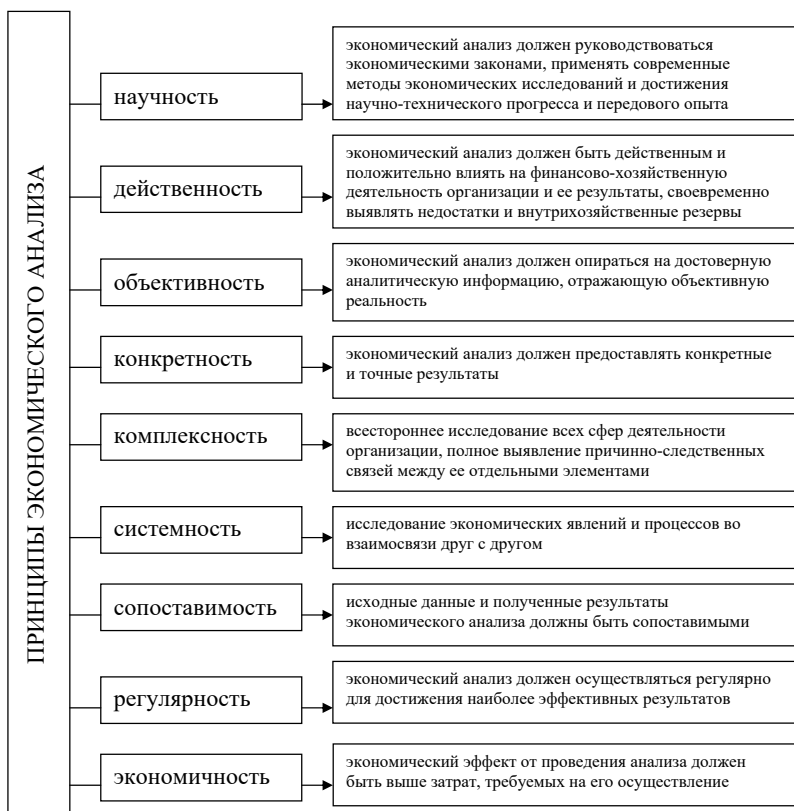 ПРИНЦИПЫ ЭКОНОМИЧЕСКОГО АНАЛИЗА
научность
экономический анализ должен руководствоваться
экономическими законами, применять современные
методы экономических исследований и достижения
научно-технического прогресса и передового опыта
действенность
экономический анализ должен быть действенным и
положительно влиять на финансово-хозяйственную
деятельность организации и ее результаты, своевременно
выявлять недостатки и внутрихозяйственные резервы
объективность
экономический анализ должен опираться на достоверную
аналитическую информацию, отражающую объективную
реальность
конкретность
экономический анализ должен предоставлять конкретные
и точные результаты
комплексность
всестороннее исследование всех сфер деятельности
организации, полное выявление причинно-следственных
связей между ее отдельными элементами
системность
исследование экономических явлений и процессов во
взаимосвязи друг с другом
сопоставимость
исходные данные и полученные результаты
экономического анализа должны быть сопоставимыми
регулярность
экономический анализ должен осуществляться регулярно
для достижения наиболее эффективных результатов
экономичность
экономический эффект от проведения анализа должен
быть выше затрат, требуемых на его осуществление